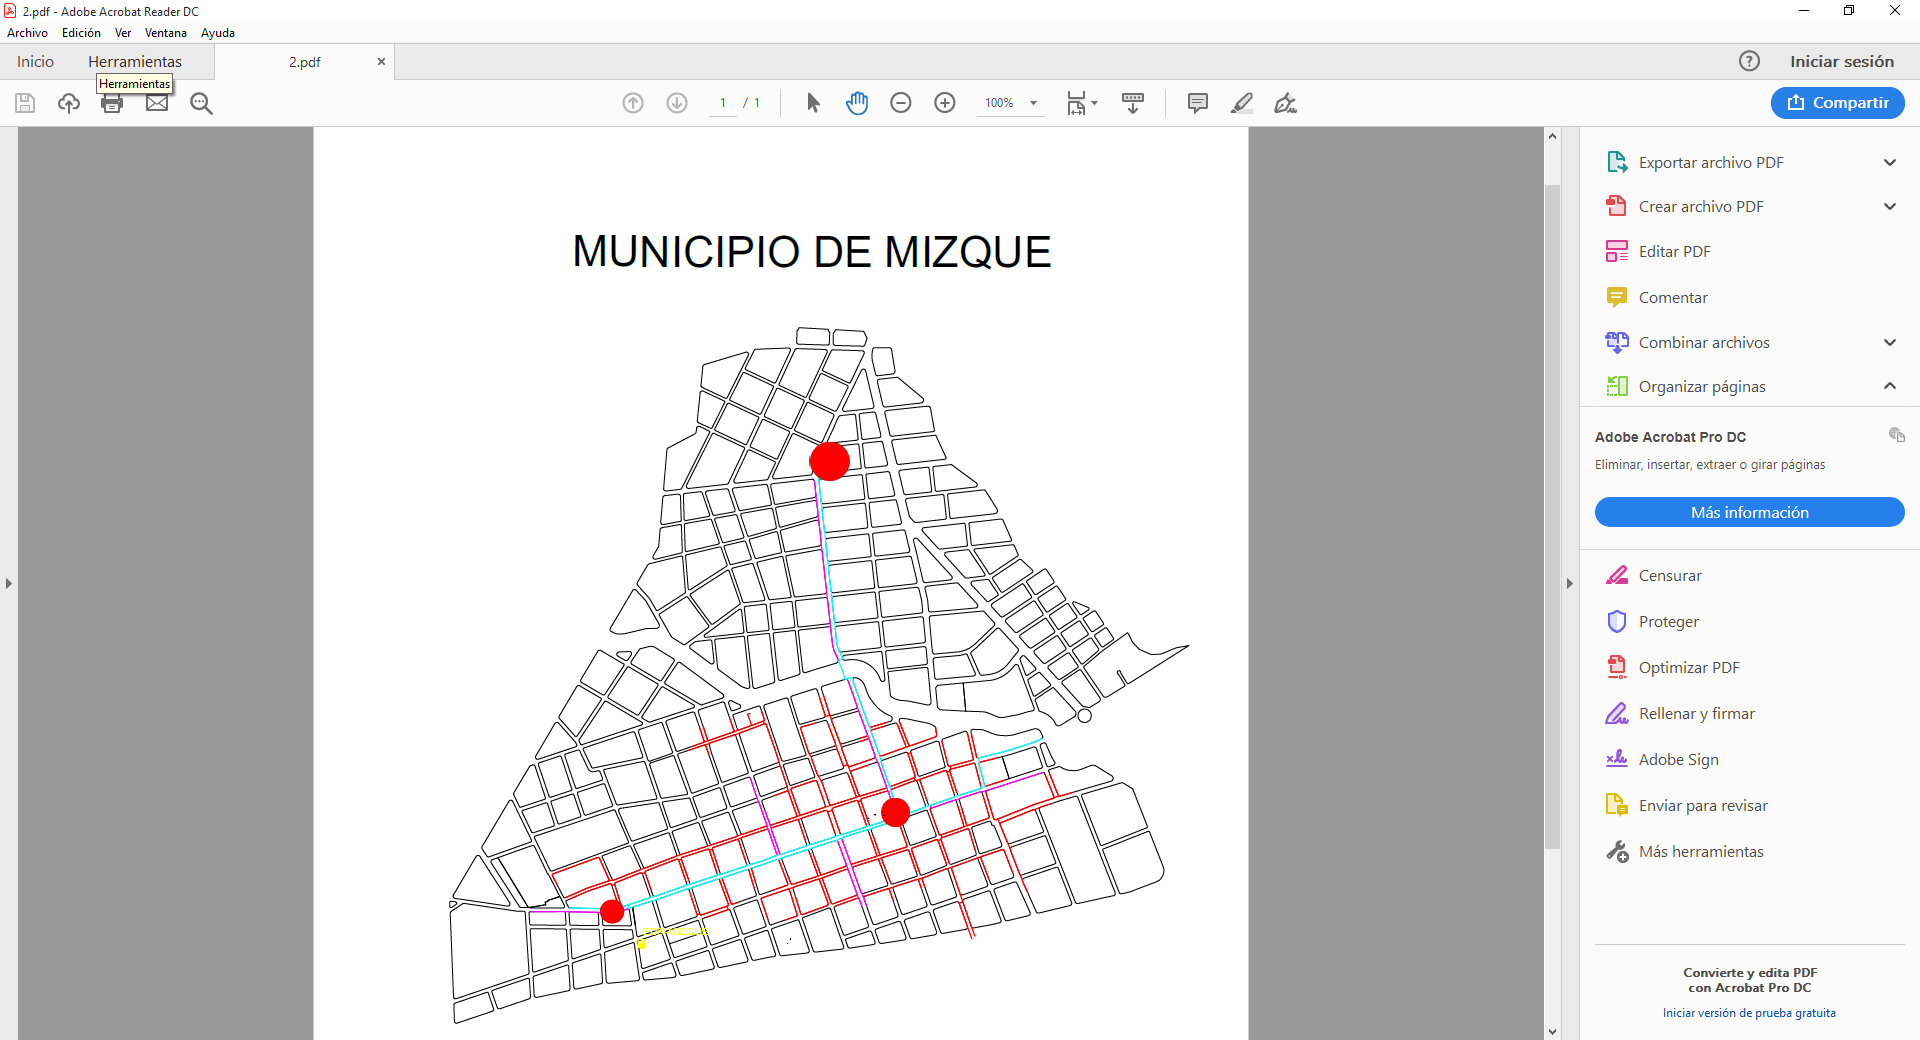 2.pdf - Adobe Acrobat Reader DC
Archivo Edición Ver Ventana Ayuda
Inicio Herramientas 2.pdf Iniciar sesión
Herramientas
1 / 1 100% Compartir
MUNICIPIO DE MIZQUE
Exportar archivo PDF
Crear archivo PDF
Editar PDF
Comentar
Combinar archivos
Organizar páginas
Adobe Acrobat Pro DC
Eliminar, insertar, extraer o girar páginas
Más información
Censurar
Proteger
Optimizar PDF
Rellenar y firmar
Adobe Sign
Enviar para revisar
Más herramientas
Convierte y edita PDF
con Acrobat Pro DC
Iniciar versión de prueba gratuita